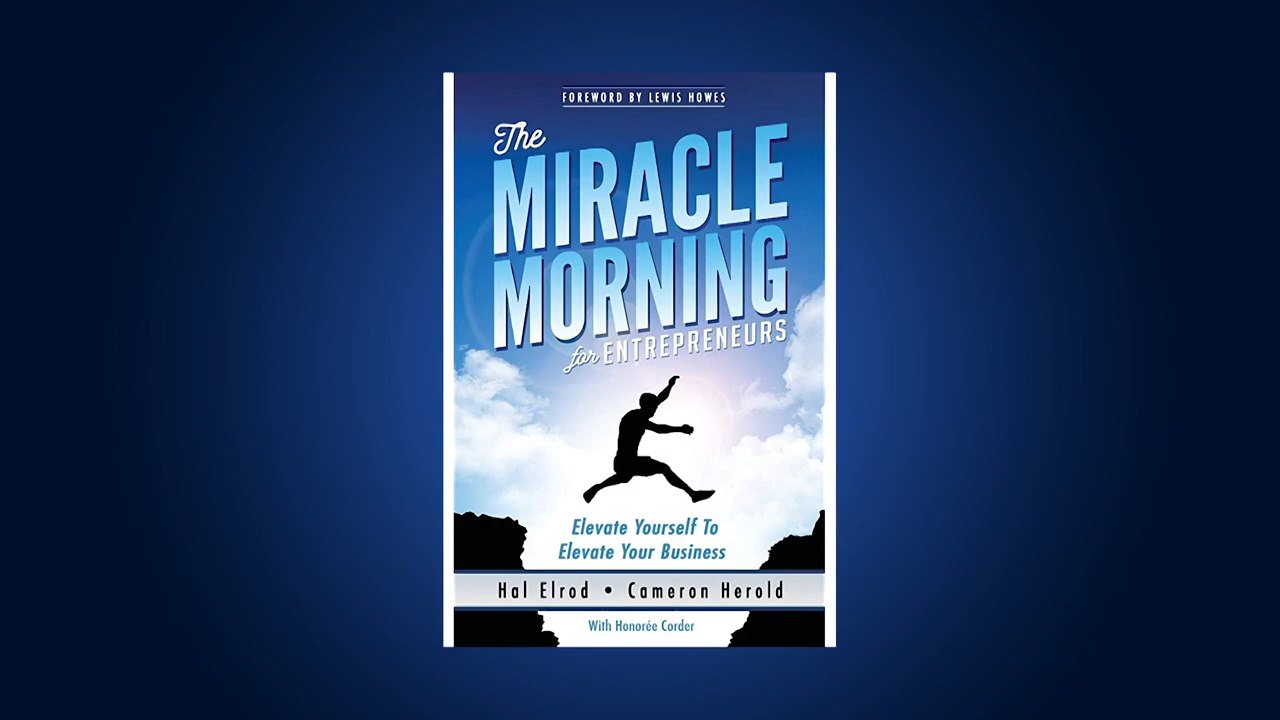 FOREWORD BY LEWIS HOWES
The
MIRACLE
MORNING
for ENTREPRENEURS
Elevate Yourself To
Elevate Your Business
Hal Elrod • Cameron Herold
With Honorée Corder